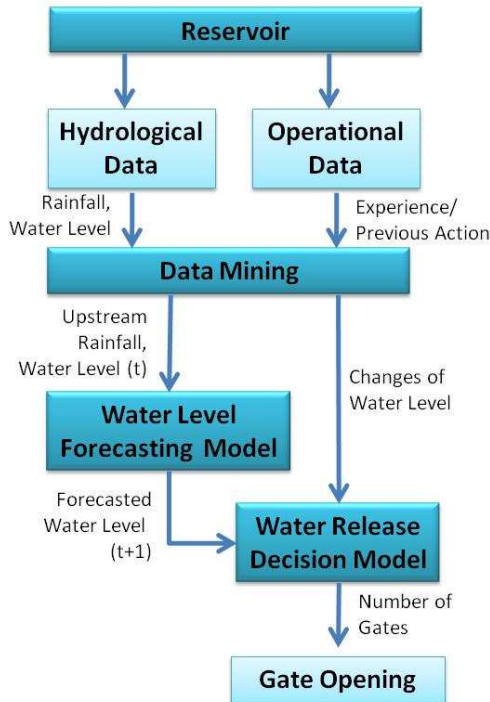 Reservoir
Hydrological
Data
Operational
Data
Rainfall,
Water Level
Experience/
Previous Action
Data Mining
Upstream
Rainfall,
Water Level (t)
Changes of
Water Level
Water Level
Forecasting Model
Forecasted
Water Level
(t+1)
Water Release
Decision Model
Number of
Gates
Gate Opening